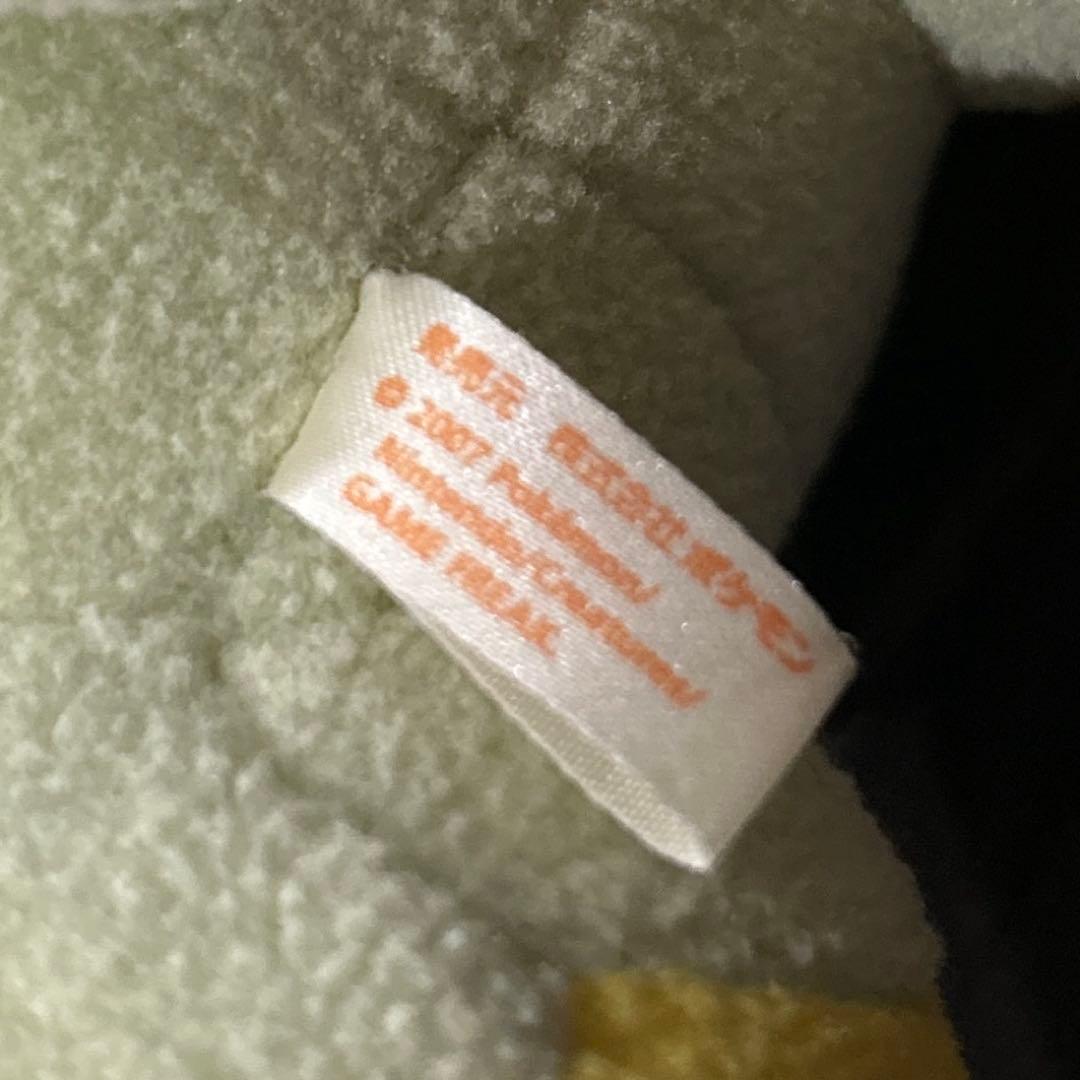 発売元 株式会社ポケモン
© 2007 Pokémon/
Nintendo/Creatures/
GAME FREAK.